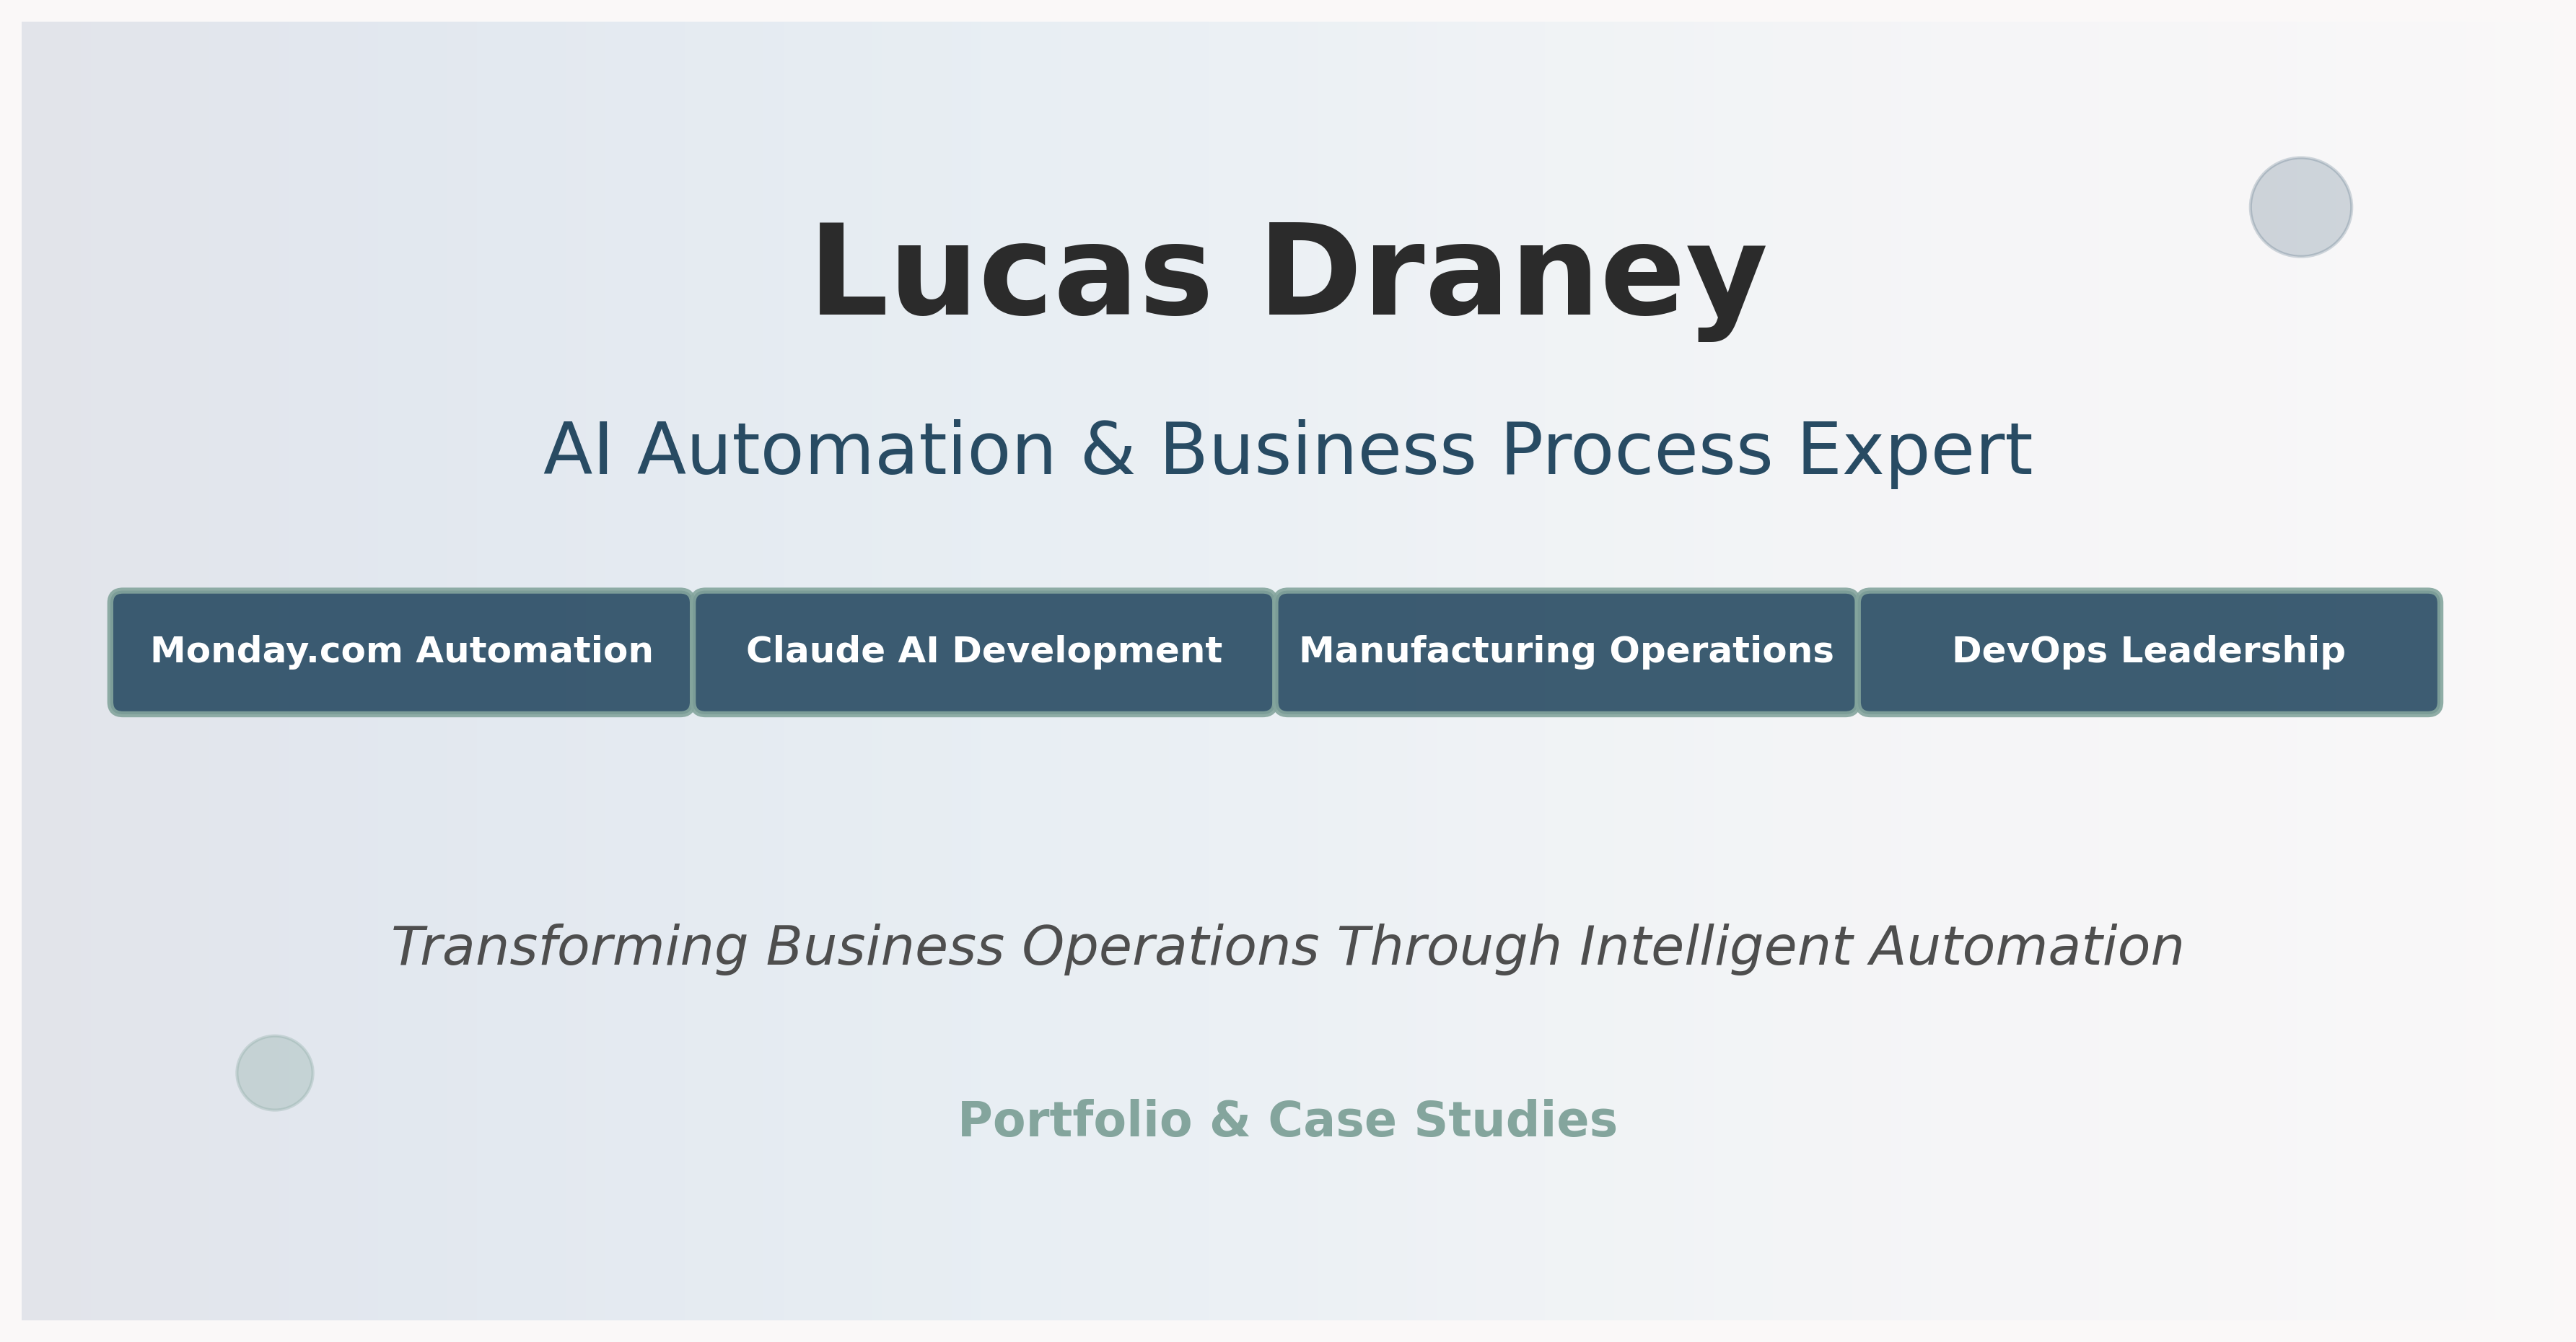 Lucas Draney
AI Automation & Business Process Expert
Monday.com Automation
Claude AI Development
Manufacturing Operations
DevOps Leadership
Transforming Business Operations Through Intelligent Automation
Portfolio & Case Studies